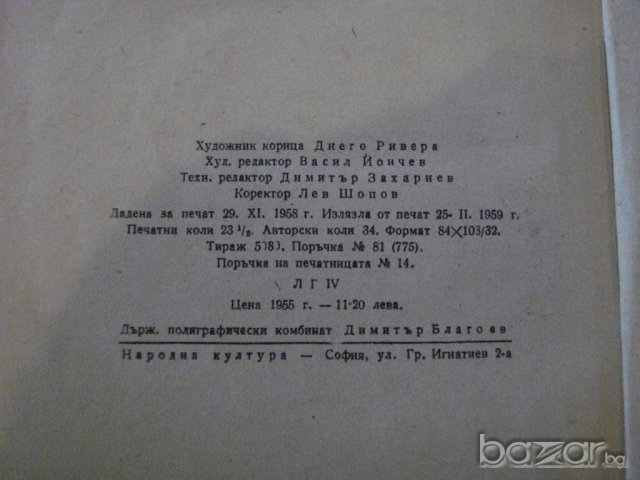 Художник корица Диего Ривера
Худ. редактор Васил Йончев
Техн. редактор Димитър Захариев
Коректор Лев Шопов
Дадена за печат 29. XI. 1958 г. Излязла от печат 25- II. 1959 г.
Печатни коли 23 1/2. Авторски коли 34. Формат 84×103/32.
Тираж Поръчка № 81 (775).
Поръчка на печатницата № 14.
Л Г IV
Цена 1955 г. — 11·20 лева.
Държ. полиграфически комбинат Димитър Благоев
Народна култура — София, ул. Гр. Игнатиев 2-а
bazar.bg